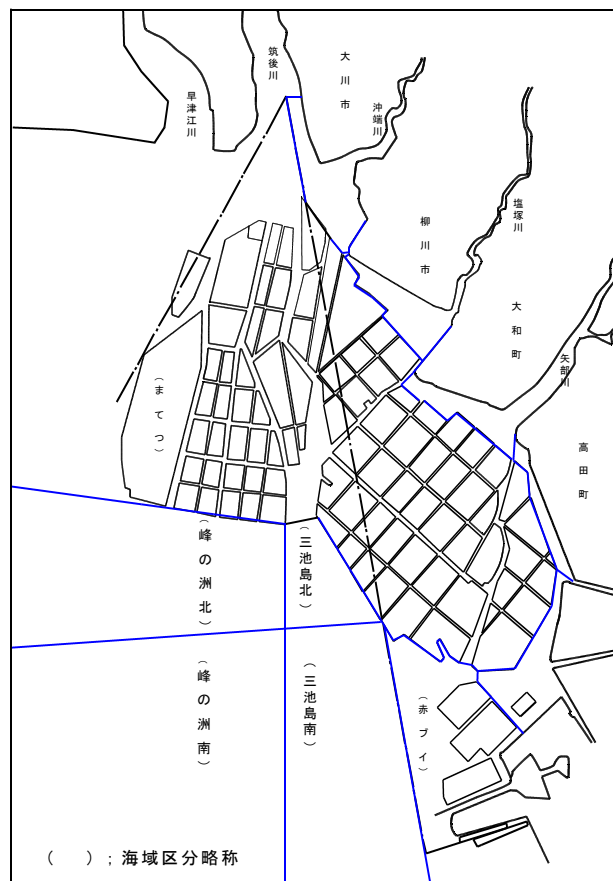 筑後川
大川市
早津江川
沖端川
塩塚川
柳川市
大和町
矢部川
高田町
(まてつ)
(峰の洲北)
(三池島北)
(峰の洲南)
(三池島南)
(赤ブイ)
(　　)；海域区分略称